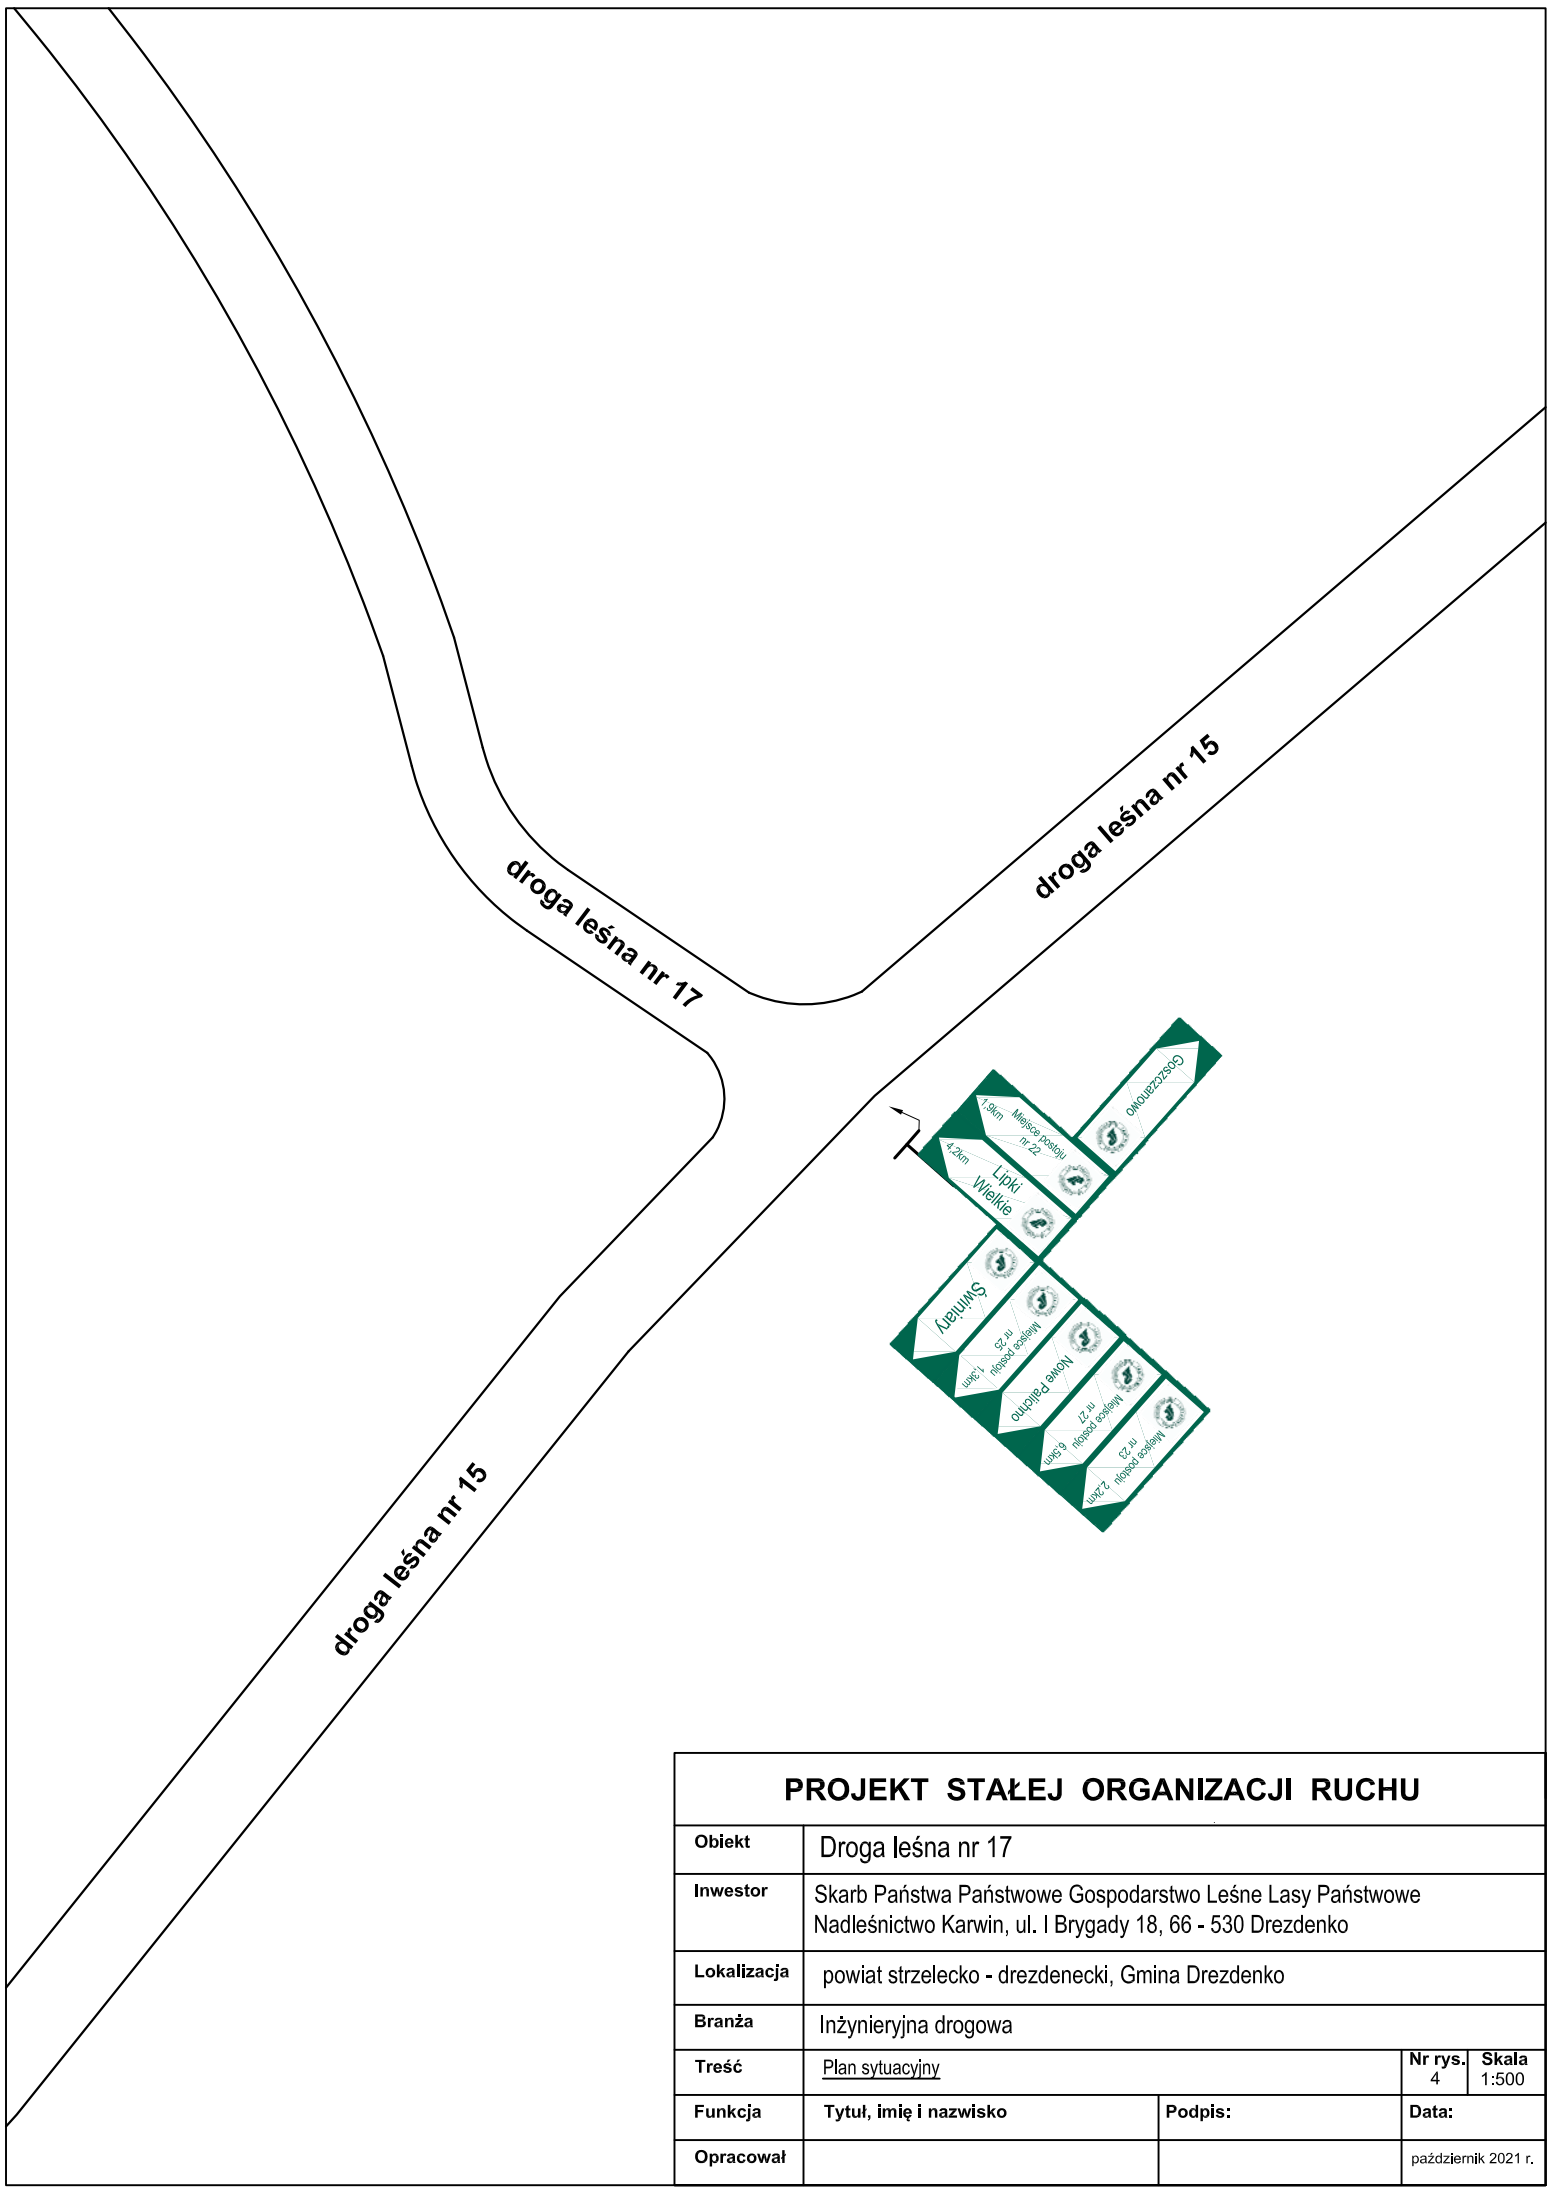 droga leśna nr 17
droga leśna nr 15
droga leśna nr 15
Goszczanowo
1,9km
Miejsce postoju
nr 22
4,2km
Lipki
Wielkie
Świniary
Miejsce postoju
nr 25
1,3km
Nowe Palichno
Miejsce postoju
nr 27
6,5km
Miejsce postoju
nr 23
2,2km
PROJEKT STAŁEJ ORGANIZACJI RUCHU
Obiekt Droga leśna nr 17
Inwestor Skarb Państwa Państwowe Gospodarstwo Leśne Lasy Państwowe
Nadleśnictwo Karwin, ul. I Brygady 18, 66 - 530 Drezdenko
Lokalizacja powiat strzelecko - drezdenecki, Gmina Drezdenko
Branża Inżynieryjna drogowa
Treść Plan sytuacyjny Nr rys. Skala
4 1:500
Funkcja Tytuł, imię i nazwisko Podpis: Data:
Opracował październik 2021 r.